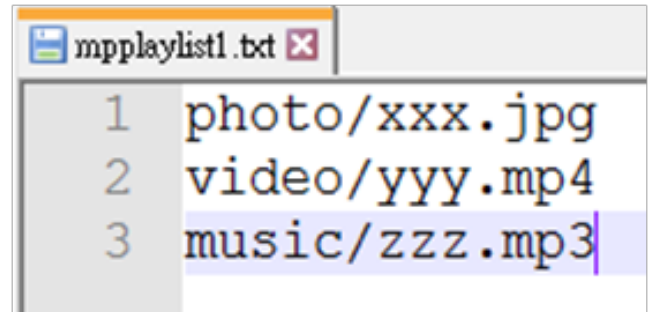 mpplaylist1.txt
1 photo/xxx.jpg
2 video/yyy.mp4
3 music/zzz.mp3